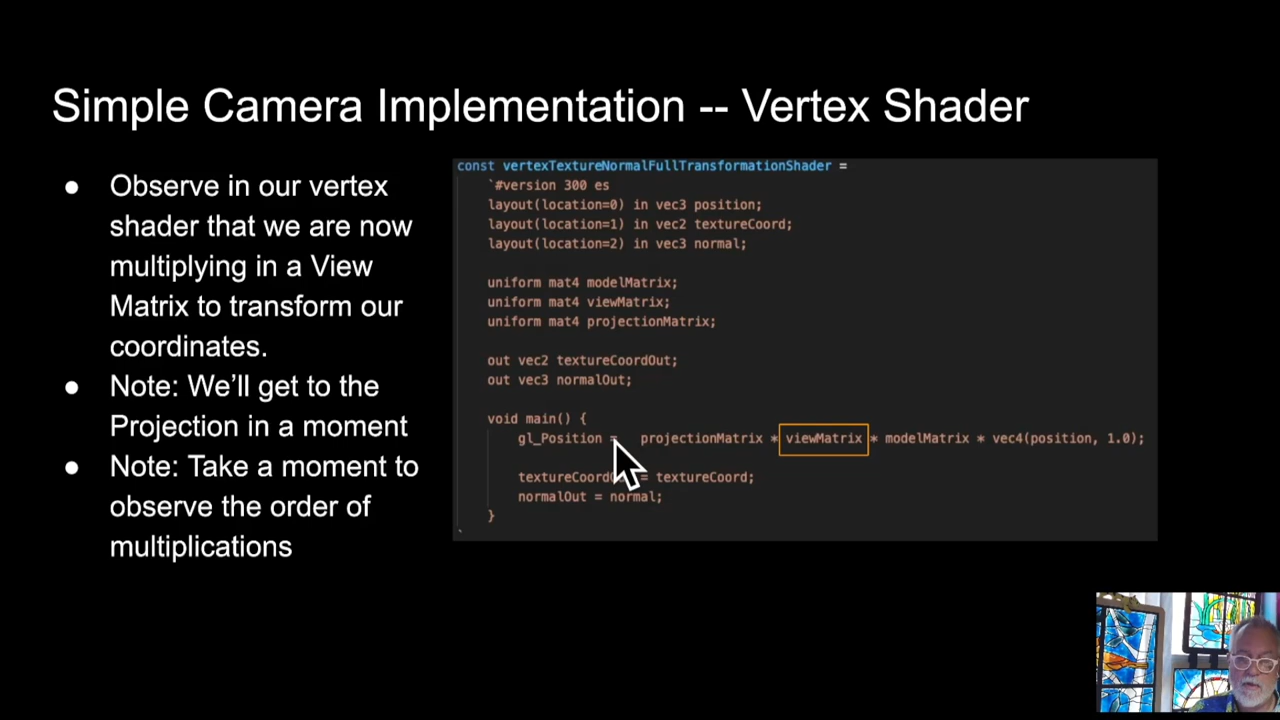 Simple Camera Implementation -- Vertex Shader
● Observe in our vertex
shader that we are now
multiplying in a View
Matrix to transform our
coordinates.
● Note: We’ll get to the
Projection in a moment
● Note: Take a moment to
observe the order of
multiplications
const vertexTextureNormalFullTransformationShader =
`#version 300 es
layout(location=0) in vec3 position;
layout(location=1) in vec2 textureCoord;
layout(location=2) in vec3 normal;
uniform mat4 modelMatrix;
uniform mat4 viewMatrix;
uniform mat4 projectionMatrix;
out vec2 textureCoordOut;
out vec3 normalOut;
void main() {
gl_Position = projectionMatrix * viewMatrix * modelMatrix * vec4(position, 1.0);
= textureCoord;
normalOut = normal;
}
`